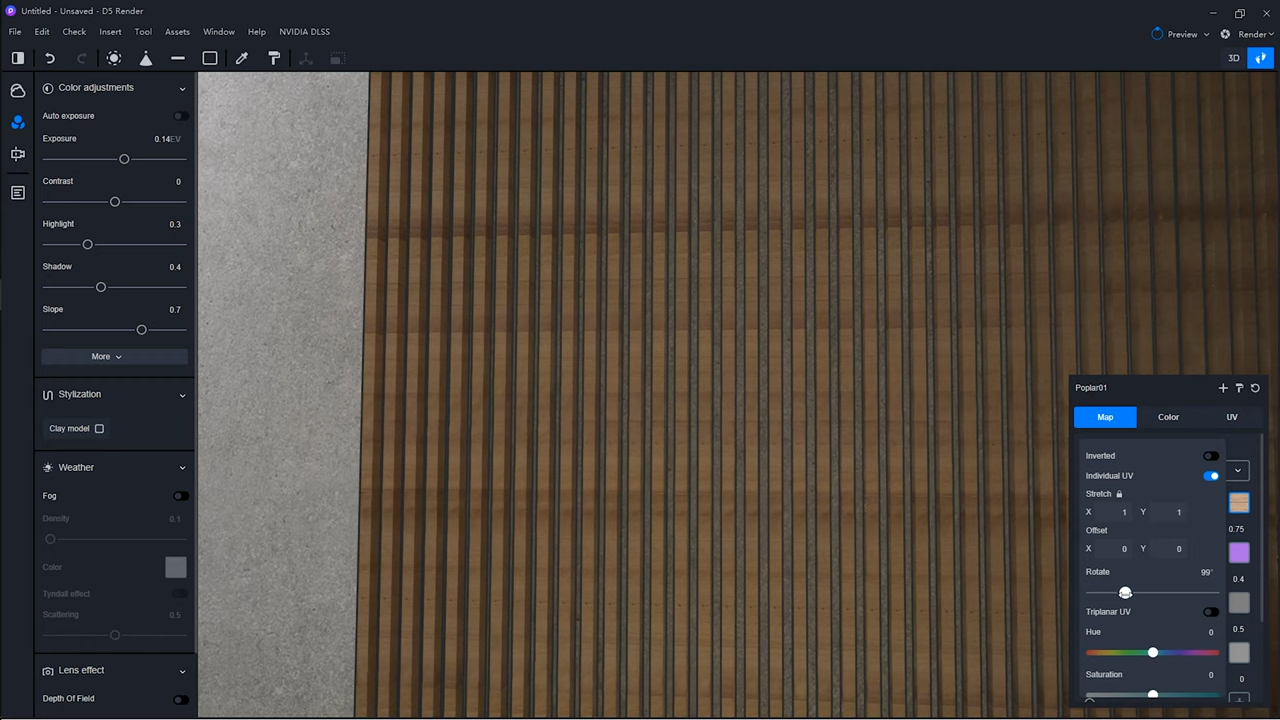 Untitled - Unsaved - D5 Render
File Edit Check Insert Tool Assets Window Help NVIDIA DLSS
Preview Render
3D
Color adjustments
Auto exposure
Exposure 0.14EV
Contrast 0
Highlight 0.3
Shadow 0.4
Slope 0.7
More
Stylization
Clay model
Weather
Fog
Density 0.1
Color
Tyndall effect
Scattering 0.5
Lens effect
Depth Of Field
Poplar01
Map Color UV
Inverted
Individual UV
Stretch
X 1 Y 1
0.75
Offset
X 0 Y 0
Rotate 99°
0.4
Triplanar UV
Hue 0
0.5
Saturation 0
0